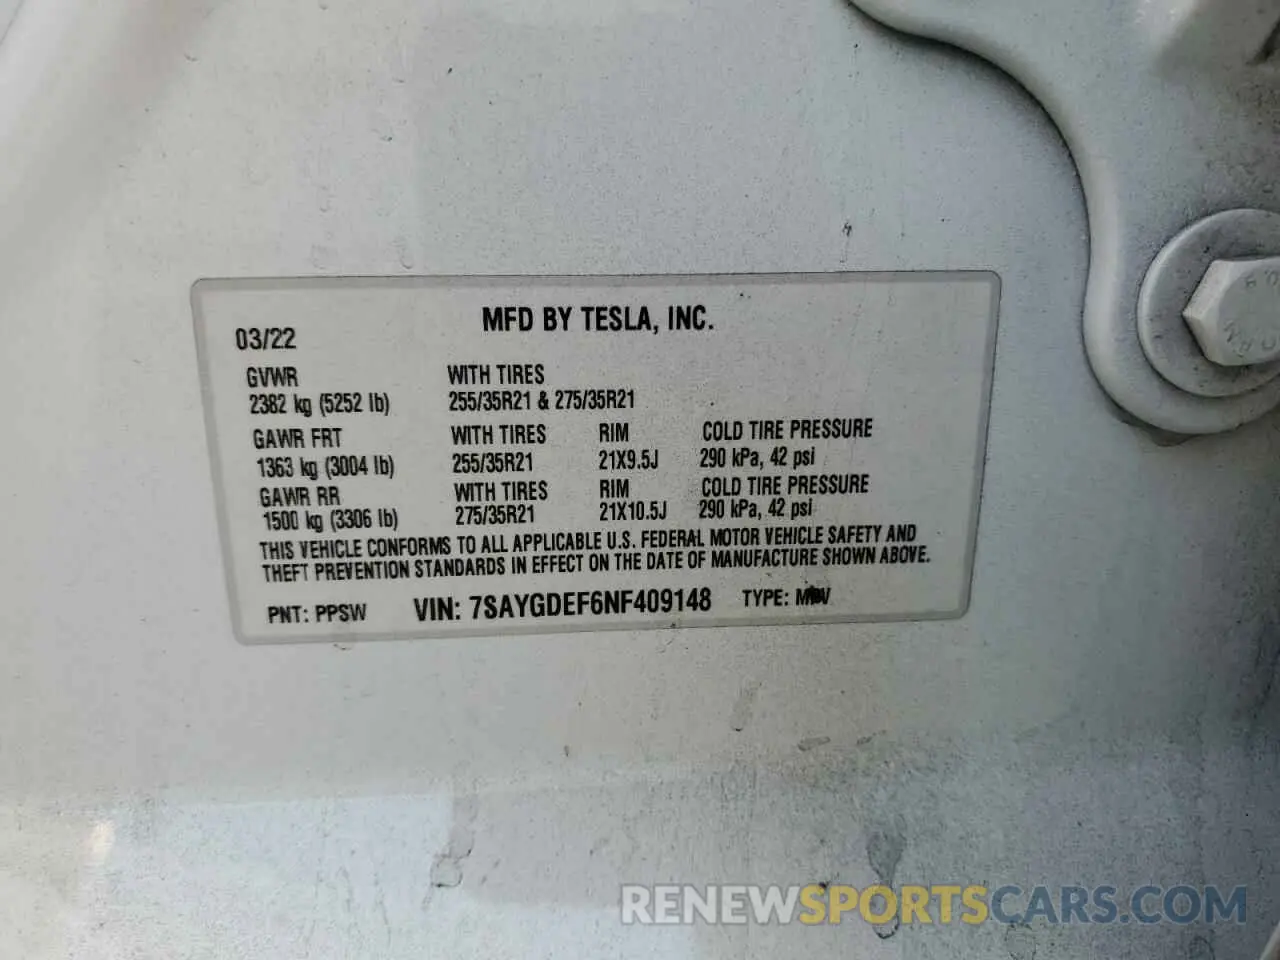 MFD BY TESLA, INC.
03/22
GVWR WITH TIRES
2382 kg (5252 lb) 255/35R21 & 275/35R21
GAWR FRT WITH TIRES RIM COLD TIRE PRESSURE
1363 kg (3004 lb) 255/35R21 21X9.5J 290 kPa, 42 psi
GAWR RR WITH TIRES RIM COLD TIRE PRESSURE
1500 kg (3306 lb) 275/35R21 21X10.5J 290 kPa, 42 psi
THIS VEHICLE CONFORMS TO ALL APPLICABLE U.S. FEDERAL MOTOR VEHICLE SAFETY AND
THEFT PREVENTION STANDARDS IN EFFECT ON THE DATE OF MANUFACTURE SHOWN ABOVE.
PNT: PPSW VIN: 7SAYGDEF6NF409148 TYPE:
RENEWSPORTSCARS.COM